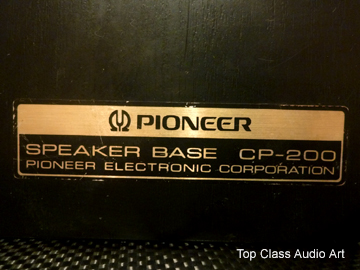 PIONEER
SPEAKER BASE CP-200
PIONEER ELECTRONIC CORPORATION
Top Class Audio Art